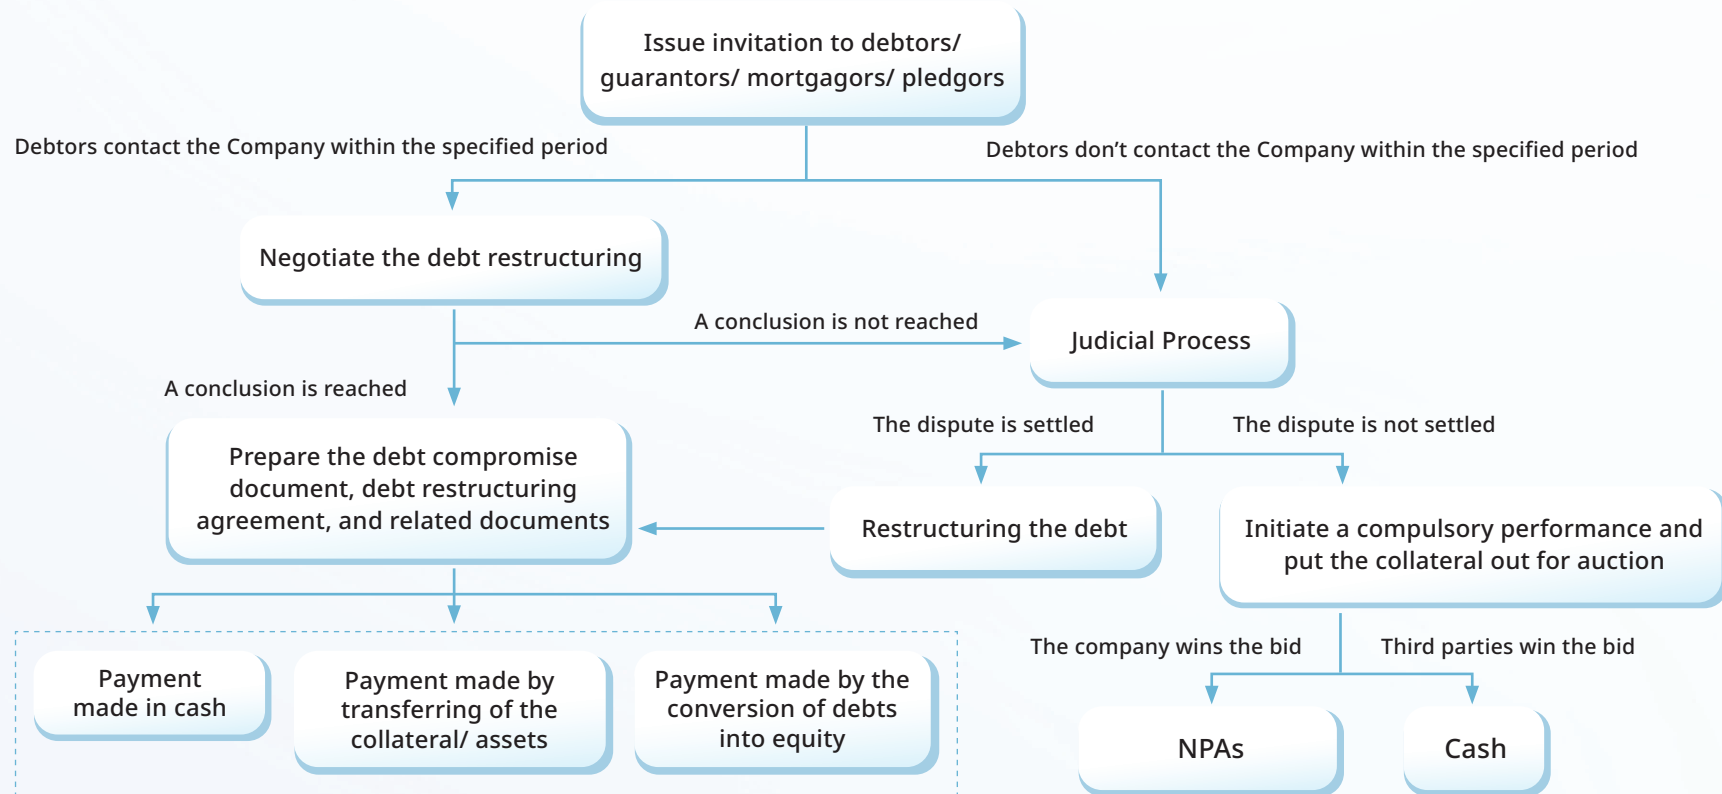 Issue invitation to debtors/
guarantors/ mortgagors/ pledgors
Debtors contact the Company within the specified period
Debtors don’t contact the Company within the specified period
Negotiate the debt restructuring
A conclusion is not reached
Judicial Process
A conclusion is reached
The dispute is settled
The dispute is not settled
Prepare the debt compromise
document, debt restructuring
agreement, and related documents
Restructuring the debt
Initiate a compulsory performance and
put the collateral out for auction
The company wins the bid
Third parties win the bid
Payment
made in cash
Payment made by
transferring of the
collateral/ assets
Payment made by the
conversion of debts
into equity
NPAs
Cash